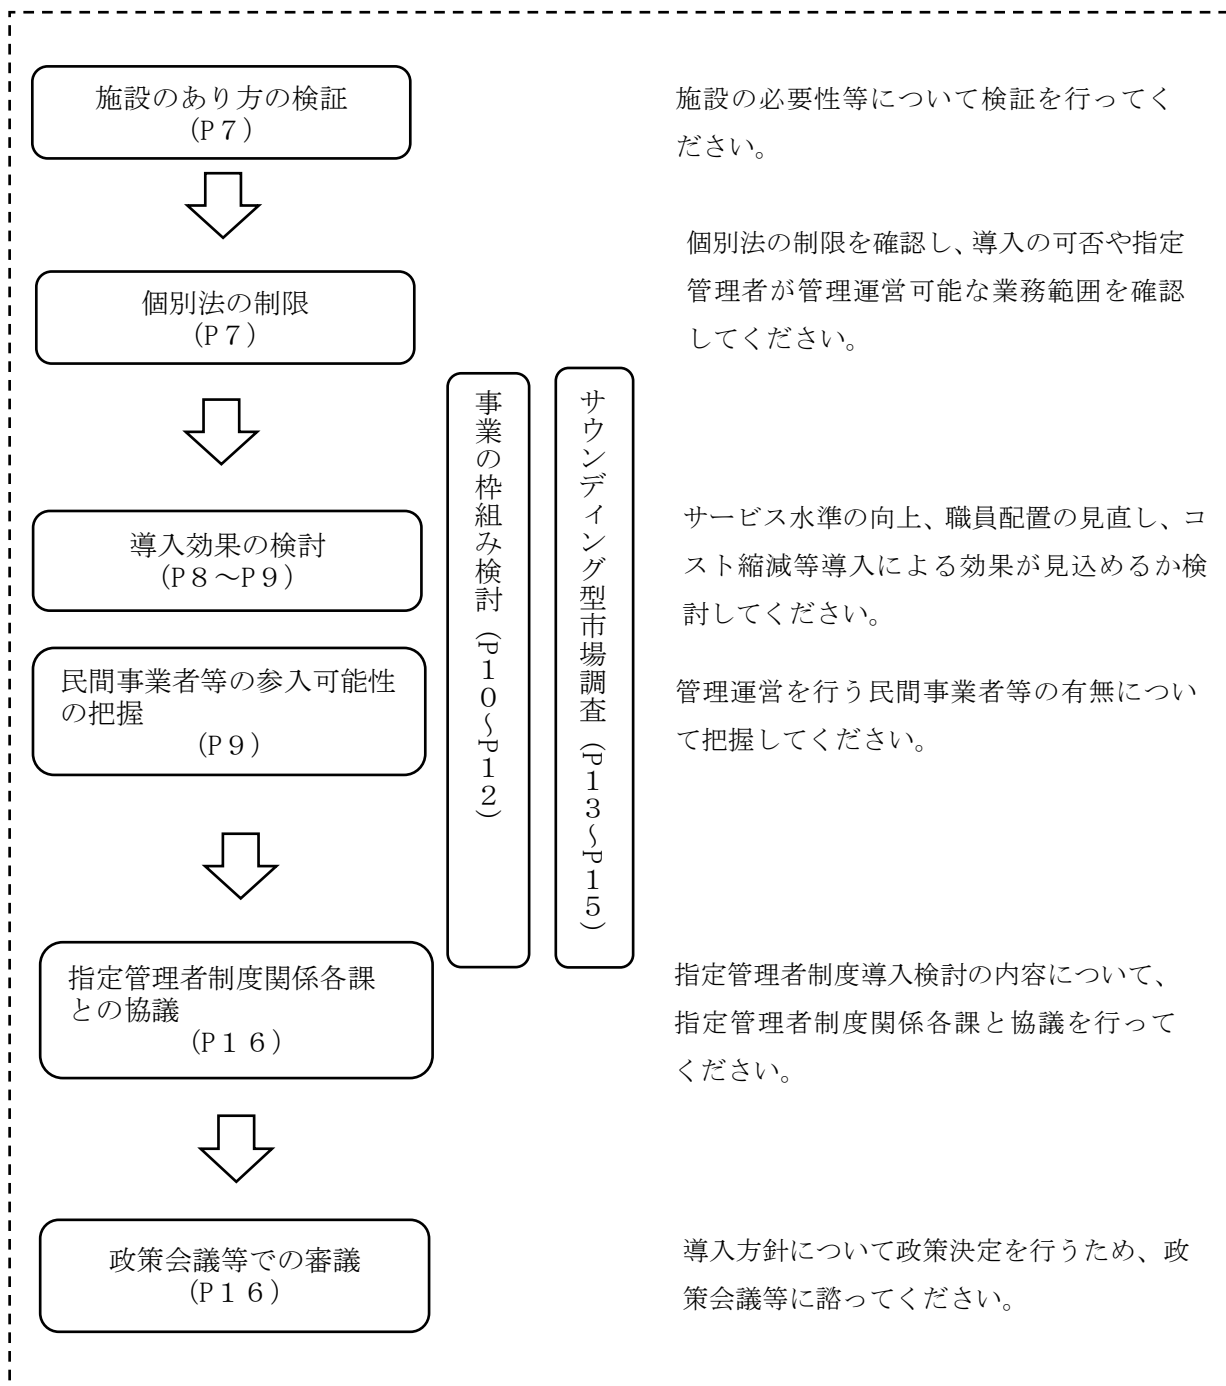 施設のあり方の検証
(P７)
施設の必要性等について検証を行ってく
ださい。
個別法の制限
(P７)
個別法の制限を確認し、導入の可否や指定
管理者が管理運営可能な業務範囲を確認
してください。
導入効果の検討
(P８～P９)
サービス水準の向上、職員配置の見直し、コ
スト縮減等導入による効果が見込めるか検
討してください。
民間事業者等の参入可能性
の把握
(P９)
管理運営を行う民間事業者等の有無につい
て把握してください。
事業の枠組み検討（P１０～P１２）
サウンディング型市場調査（P１３～P１５）
指定管理者制度関係各課
との協議
(P１６)
指定管理者制度導入検討の内容について、
指定管理者制度関係各課と協議を行って
ください。
政策会議等での審議
(P１６)
導入方針について政策決定を行うため、政
策会議等に諮ってください。